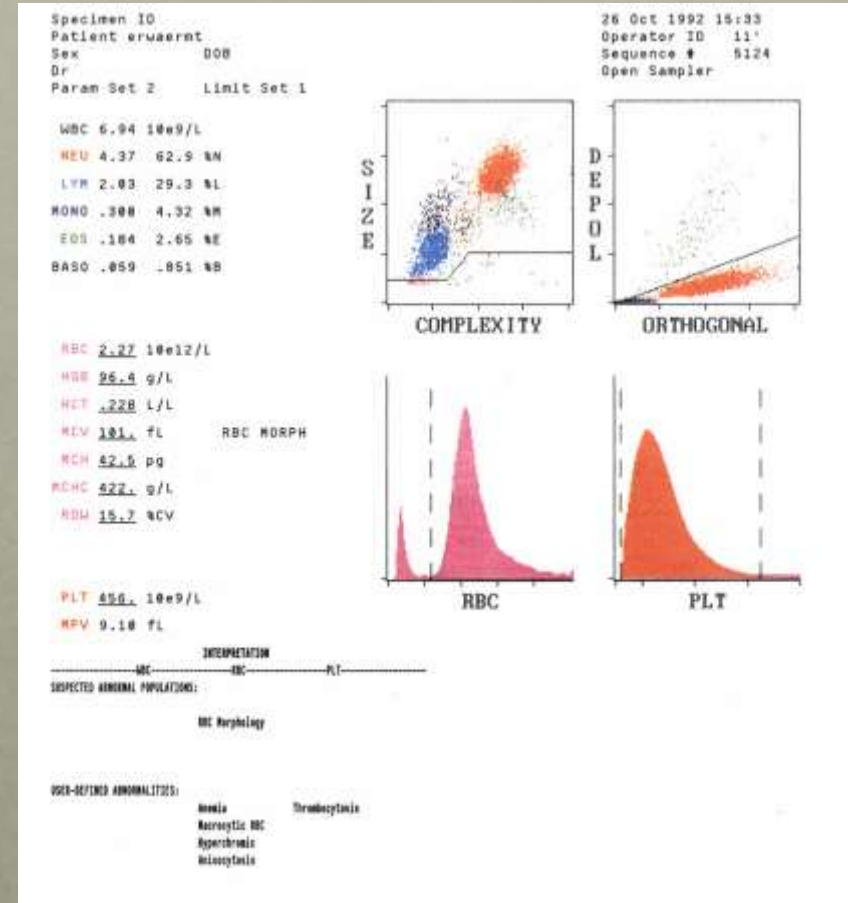 Specimen ID
Patient erwaermt
Sex DOB
Dr
Param Set 2 Limit Set 1
26 Oct 1992 15:33
Operator ID 11'
Sequence # 5124
Open Sampler
WBC 6.94 10e9/L
NEU 4.37 62.9 %N
LYM 2.03 29.3 %L
MONO .300 4.32 %M
EOS .184 2.65 %E
BASO .059 .851 %B
SIZE
COMPLEXITY
DEPOL
ORTHOGONAL
RBC 2.27 10e12/L
HGB 96.4 g/L
HCT .228 L/L
MCV 101. fL RBC MORPH
MCH 42.5 pg
MCHC 422. g/L
RDW 15.7 %CV
RBC
PLT
PLT 456. 10e9/L
MPV 9.10 fL
INTERPRETATION
WBC RBC PLT
SUSPECTED ABNORMAL POPULATIONS:
RBC Morphology
USER-DEFINED ABNORMALITIES:
Anemia Thrombocytosis
Macrocytic RBC
Hyperchromic
Anisocytosis